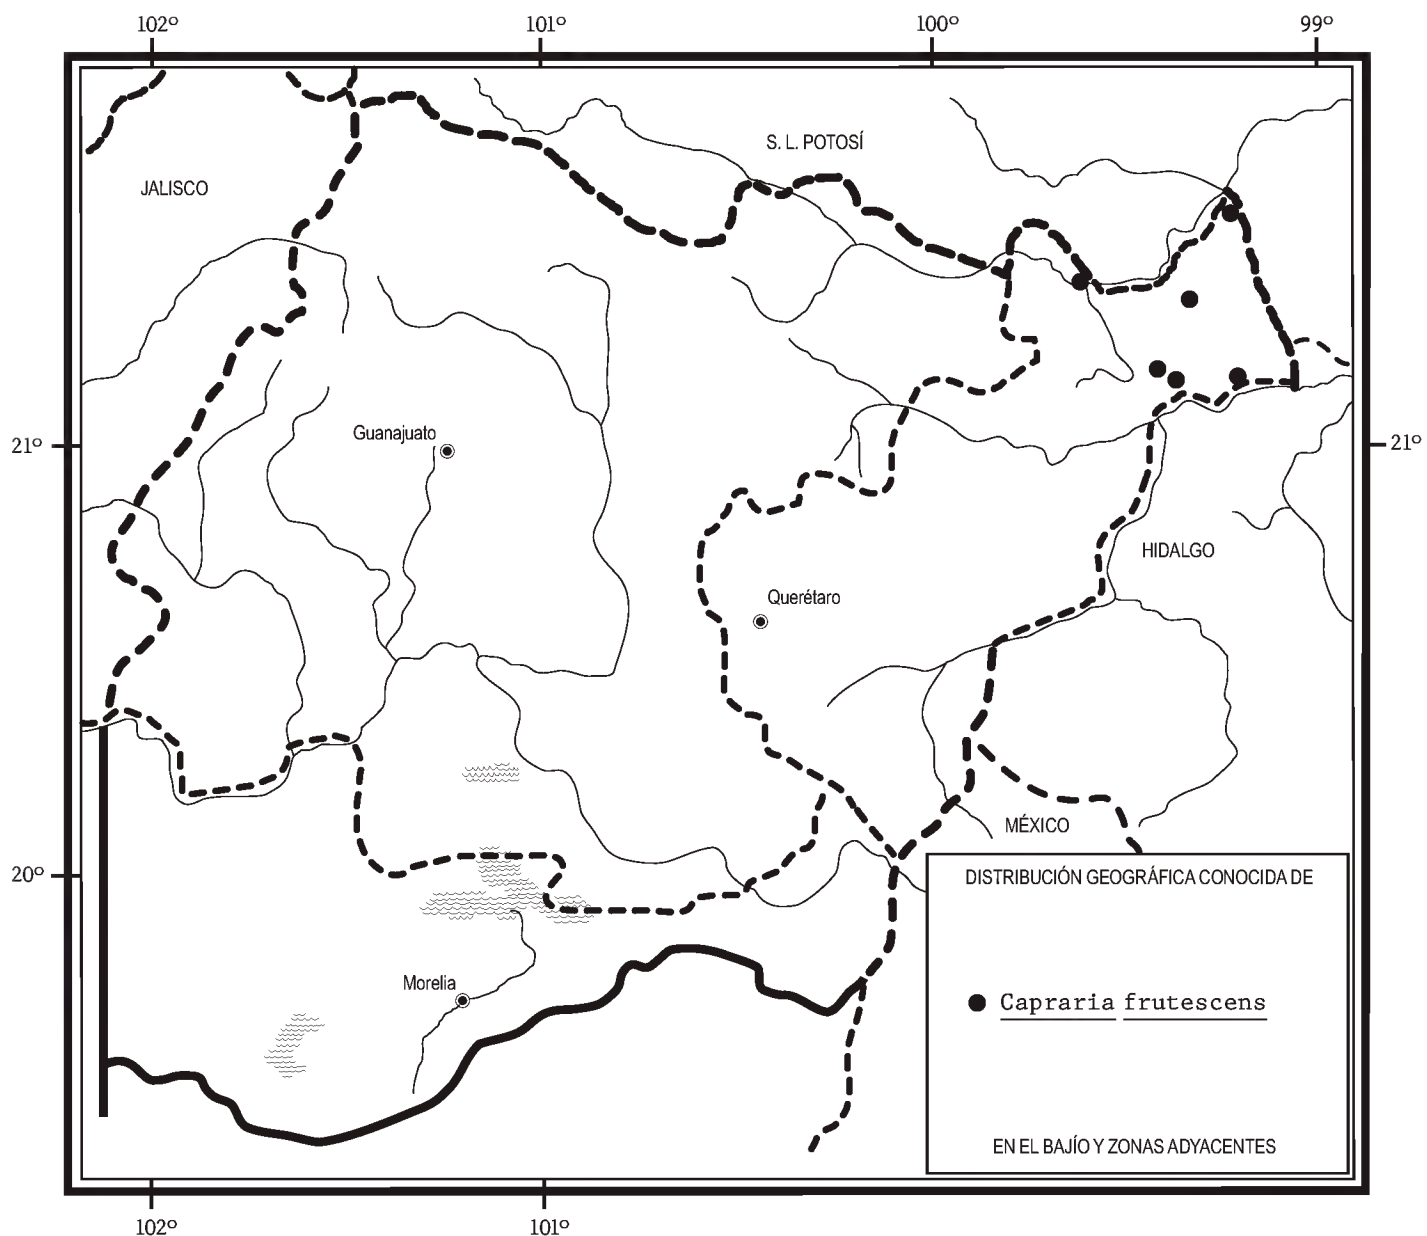 102º 101º 100º 99º
S. L. POTOSÍ
JALISCO
Guanajuato
21º 21º
HIDALGO
Querétaro
MÉXICO
20º
DISTRIBUCIÓN GEOGRÁFICA CONOCIDA DE
Morelia
Capraria frutescens
EN EL BAJÍO Y ZONAS ADYACENTES
102º 101º